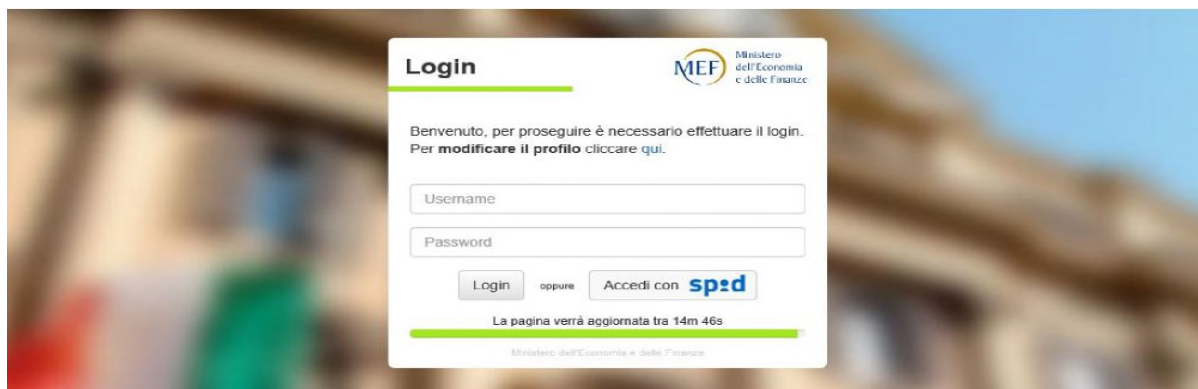 Login
MEF
Ministero
dell'Economia
e delle Finanze
Benvenuto, per proseguire è necessario effettuare il login.
Per modificare il profilo cliccare qui.
Username
Password
Login oppure Accedi con spid
La pagina verrà aggiornata tra 14m 46s
Ministero dell'Economia e delle Finanze